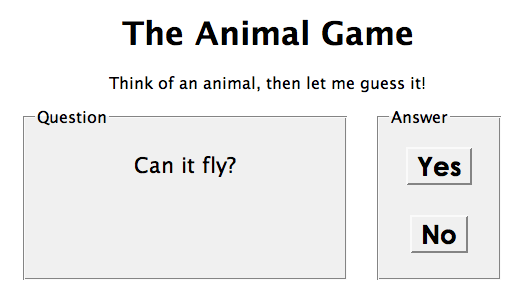 The Animal Game
Think of an animal, then let me guess it!
Question
Can it fly?
Answer
Yes
No